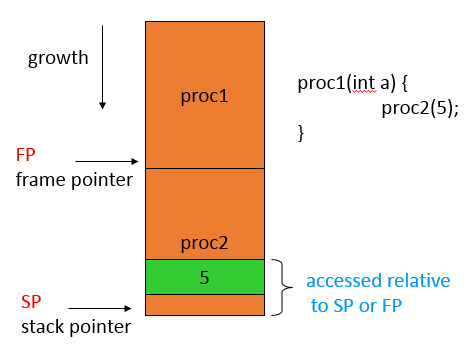 growth
proc1
proc1(int a) {
proc2(5);
}
FP
frame pointer
proc2
5
accessed relative
to SP or FP
SP
stack pointer